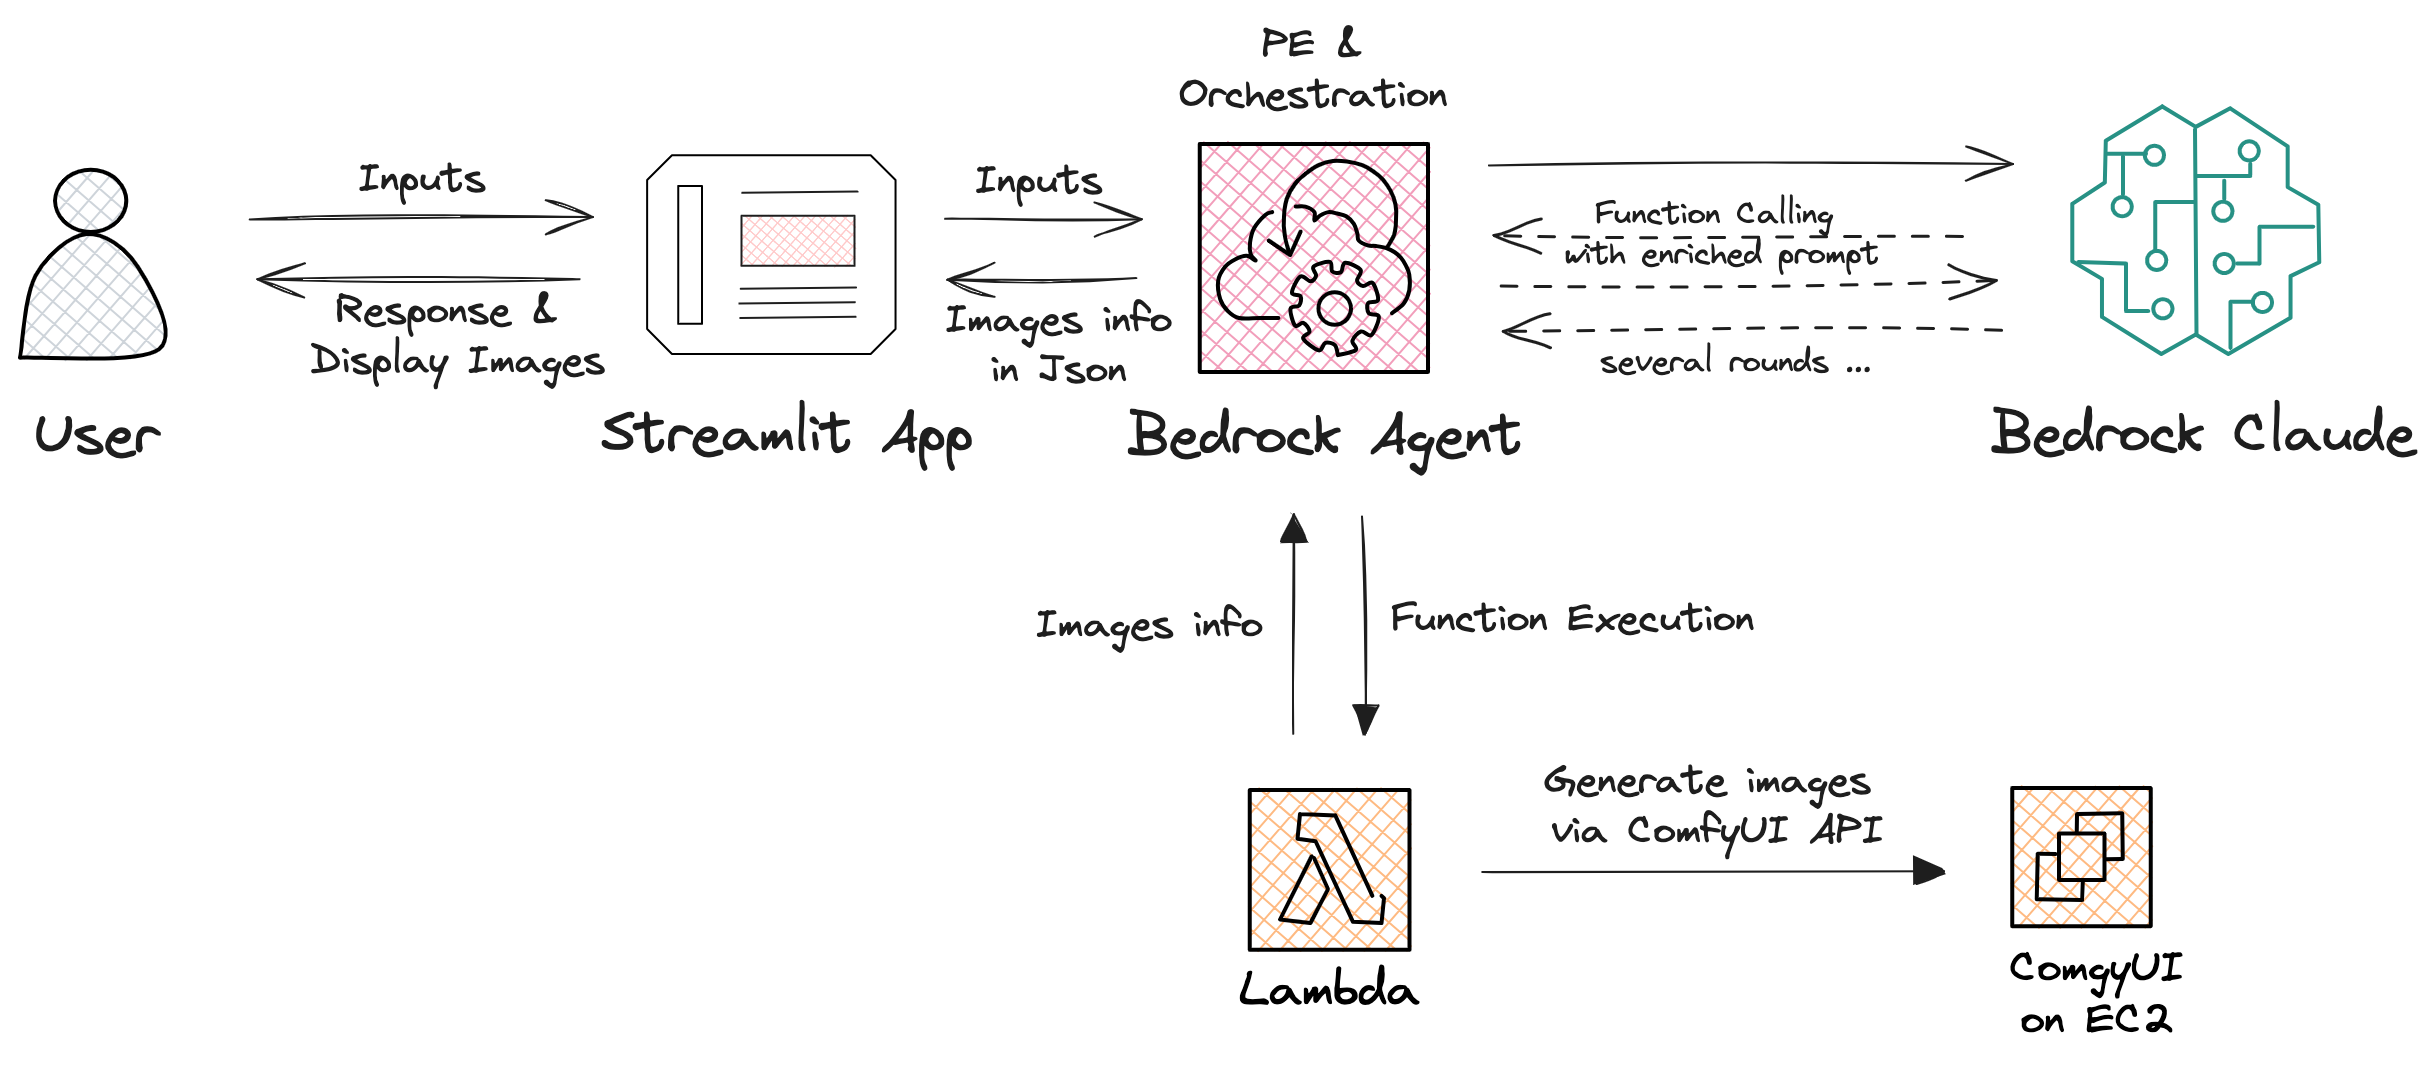 PE &
Orchestration
Inputs
Response &
Display Images
User
Streamlit App
Inputs
Images info
in Json
Bedrock Agent
Function Calling
with enriched prompt
several rounds ...
Bedrock Claude
Images info
Function Execution
Lambda
Generate images
via ComfyUI API
ComgyUI
on EC2